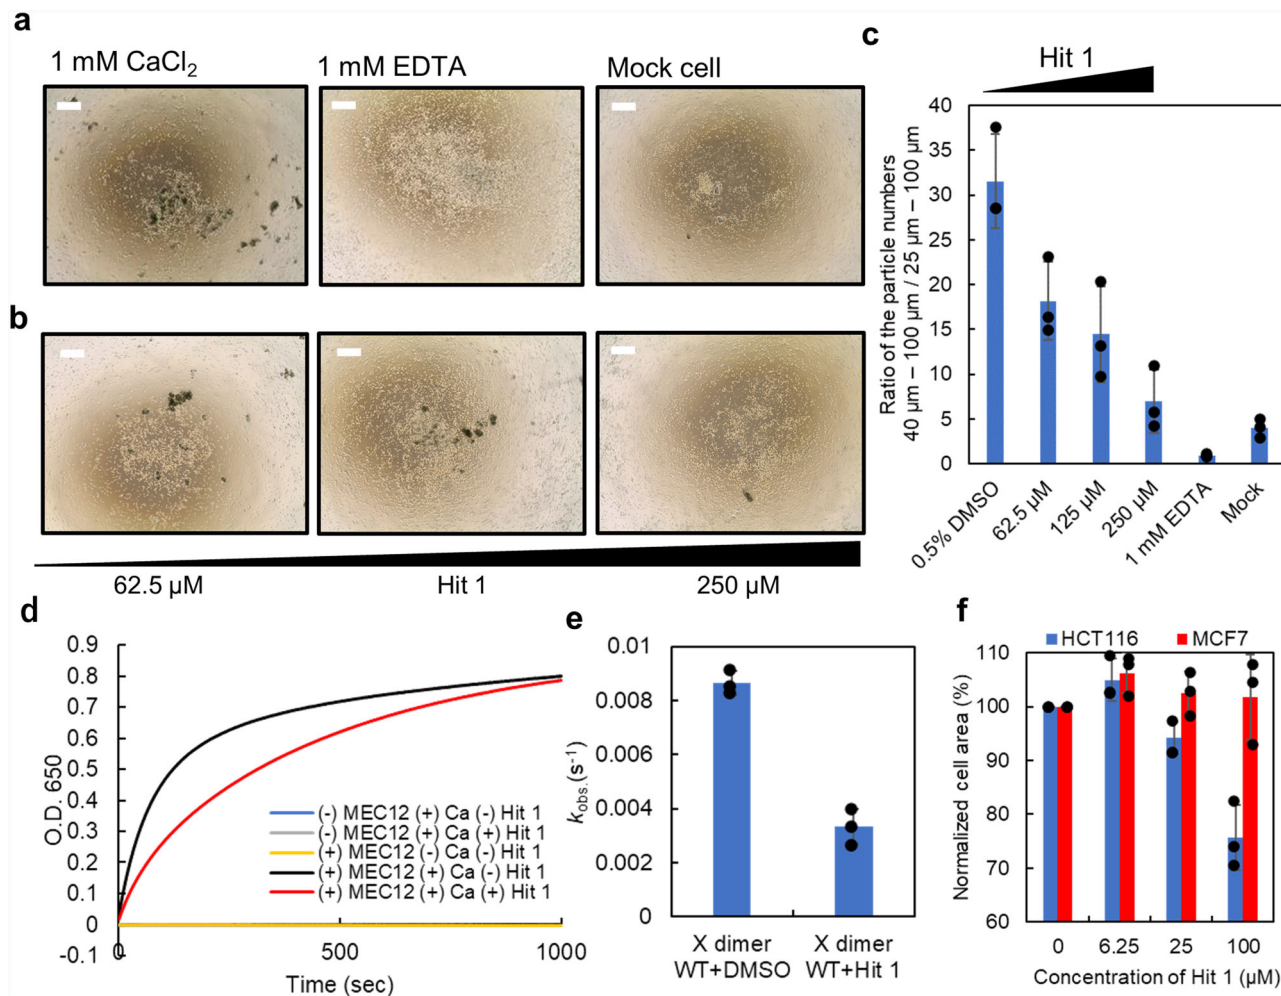 a
1 mM CaCl₂
1 mM EDTA
Mock cell
b
62.5 µM
Hit 1
250 µM
c
Hit 1
Ratio of the particle numbers
40 µm – 100 µm / 25 µm – 100 µm
40
35
30
25
20
15
10
5
0
0.5% DMSO
62.5 µM
125 µM
250 µM
1 mM EDTA
Mock
d
O.D. 650
0.9
0.8
0.7
0.6
0.5
0.4
0.3
0.2
0.1
0
-0.1
0
500
1000
Time (sec)
(-) MEC12 (+) Ca (-) Hit 1
(-) MEC12 (+) Ca (+) Hit 1
(+) MEC12 (-) Ca (-) Hit 1
(+) MEC12 (+) Ca (-) Hit 1
(+) MEC12 (+) Ca (+) Hit 1
e
kobs.(s⁻¹)
0.01
0.008
0.006
0.004
0.002
0
X dimer
WT+DMSO
X dimer
WT+Hit 1
f
HCT116
MCF7
Normalized cell area (%)
110
100
90
80
70
60
0
6.25
25
100
Concentration of Hit 1 (µM)